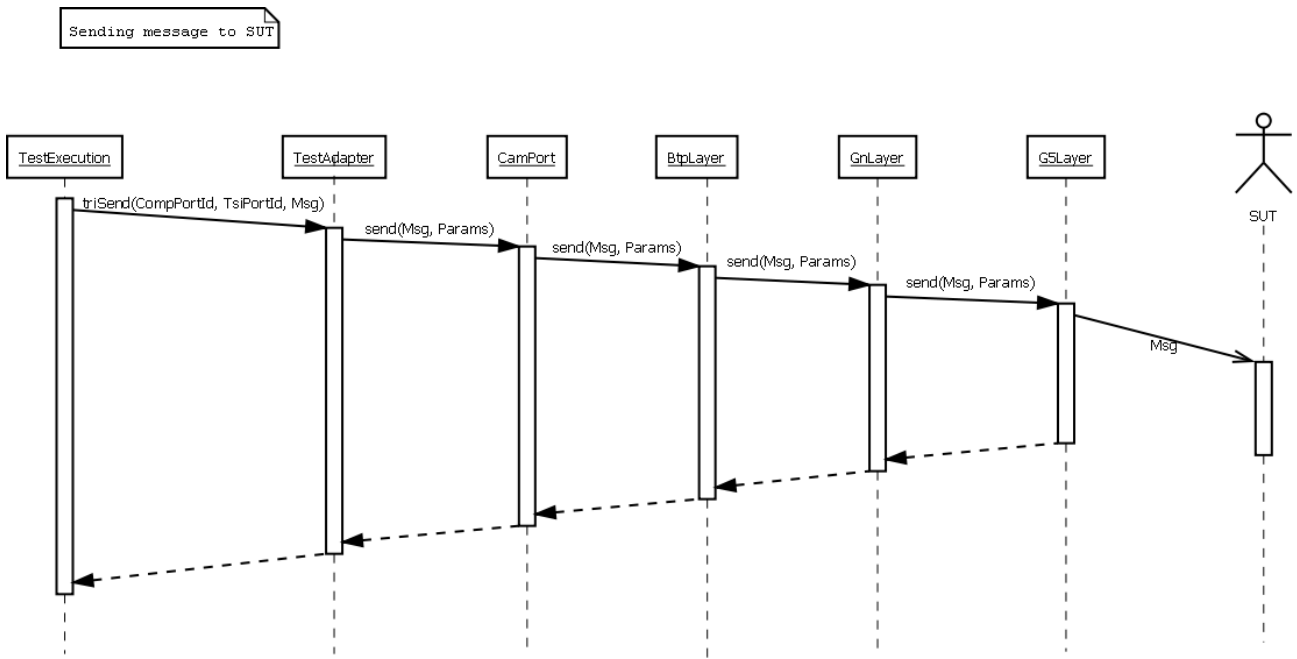 Sending message to SUT
TestExecution
TestAdapter
CamPort
BtpLayer
GnLayer
G5Layer
SUT
triSend(CompPortId, TsiPortId, Msg)
send(Msg, Params)
send(Msg, Params)
send(Msg, Params)
send(Msg, Params)
Msg